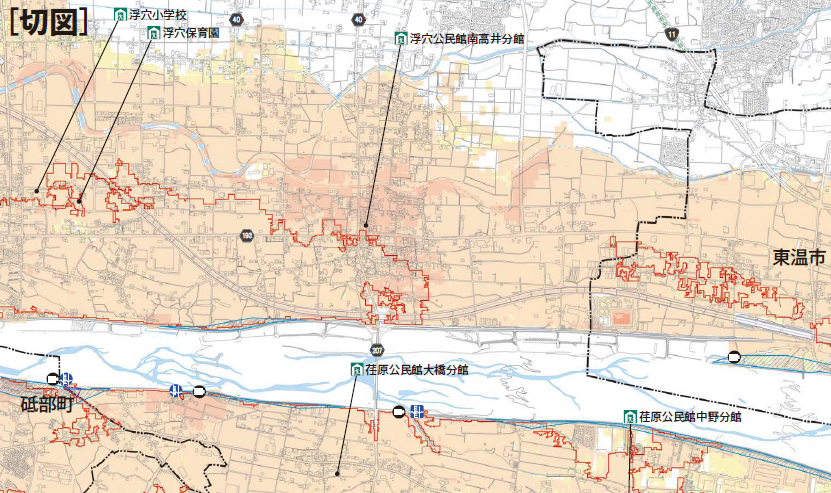 [切図]
浮穴小学校
浮穴保育園
40
40
浮穴公民館南高井分館
11
193
東温市
207
荏原公民館大橋分館
砥部町
荏原公民館中野分館